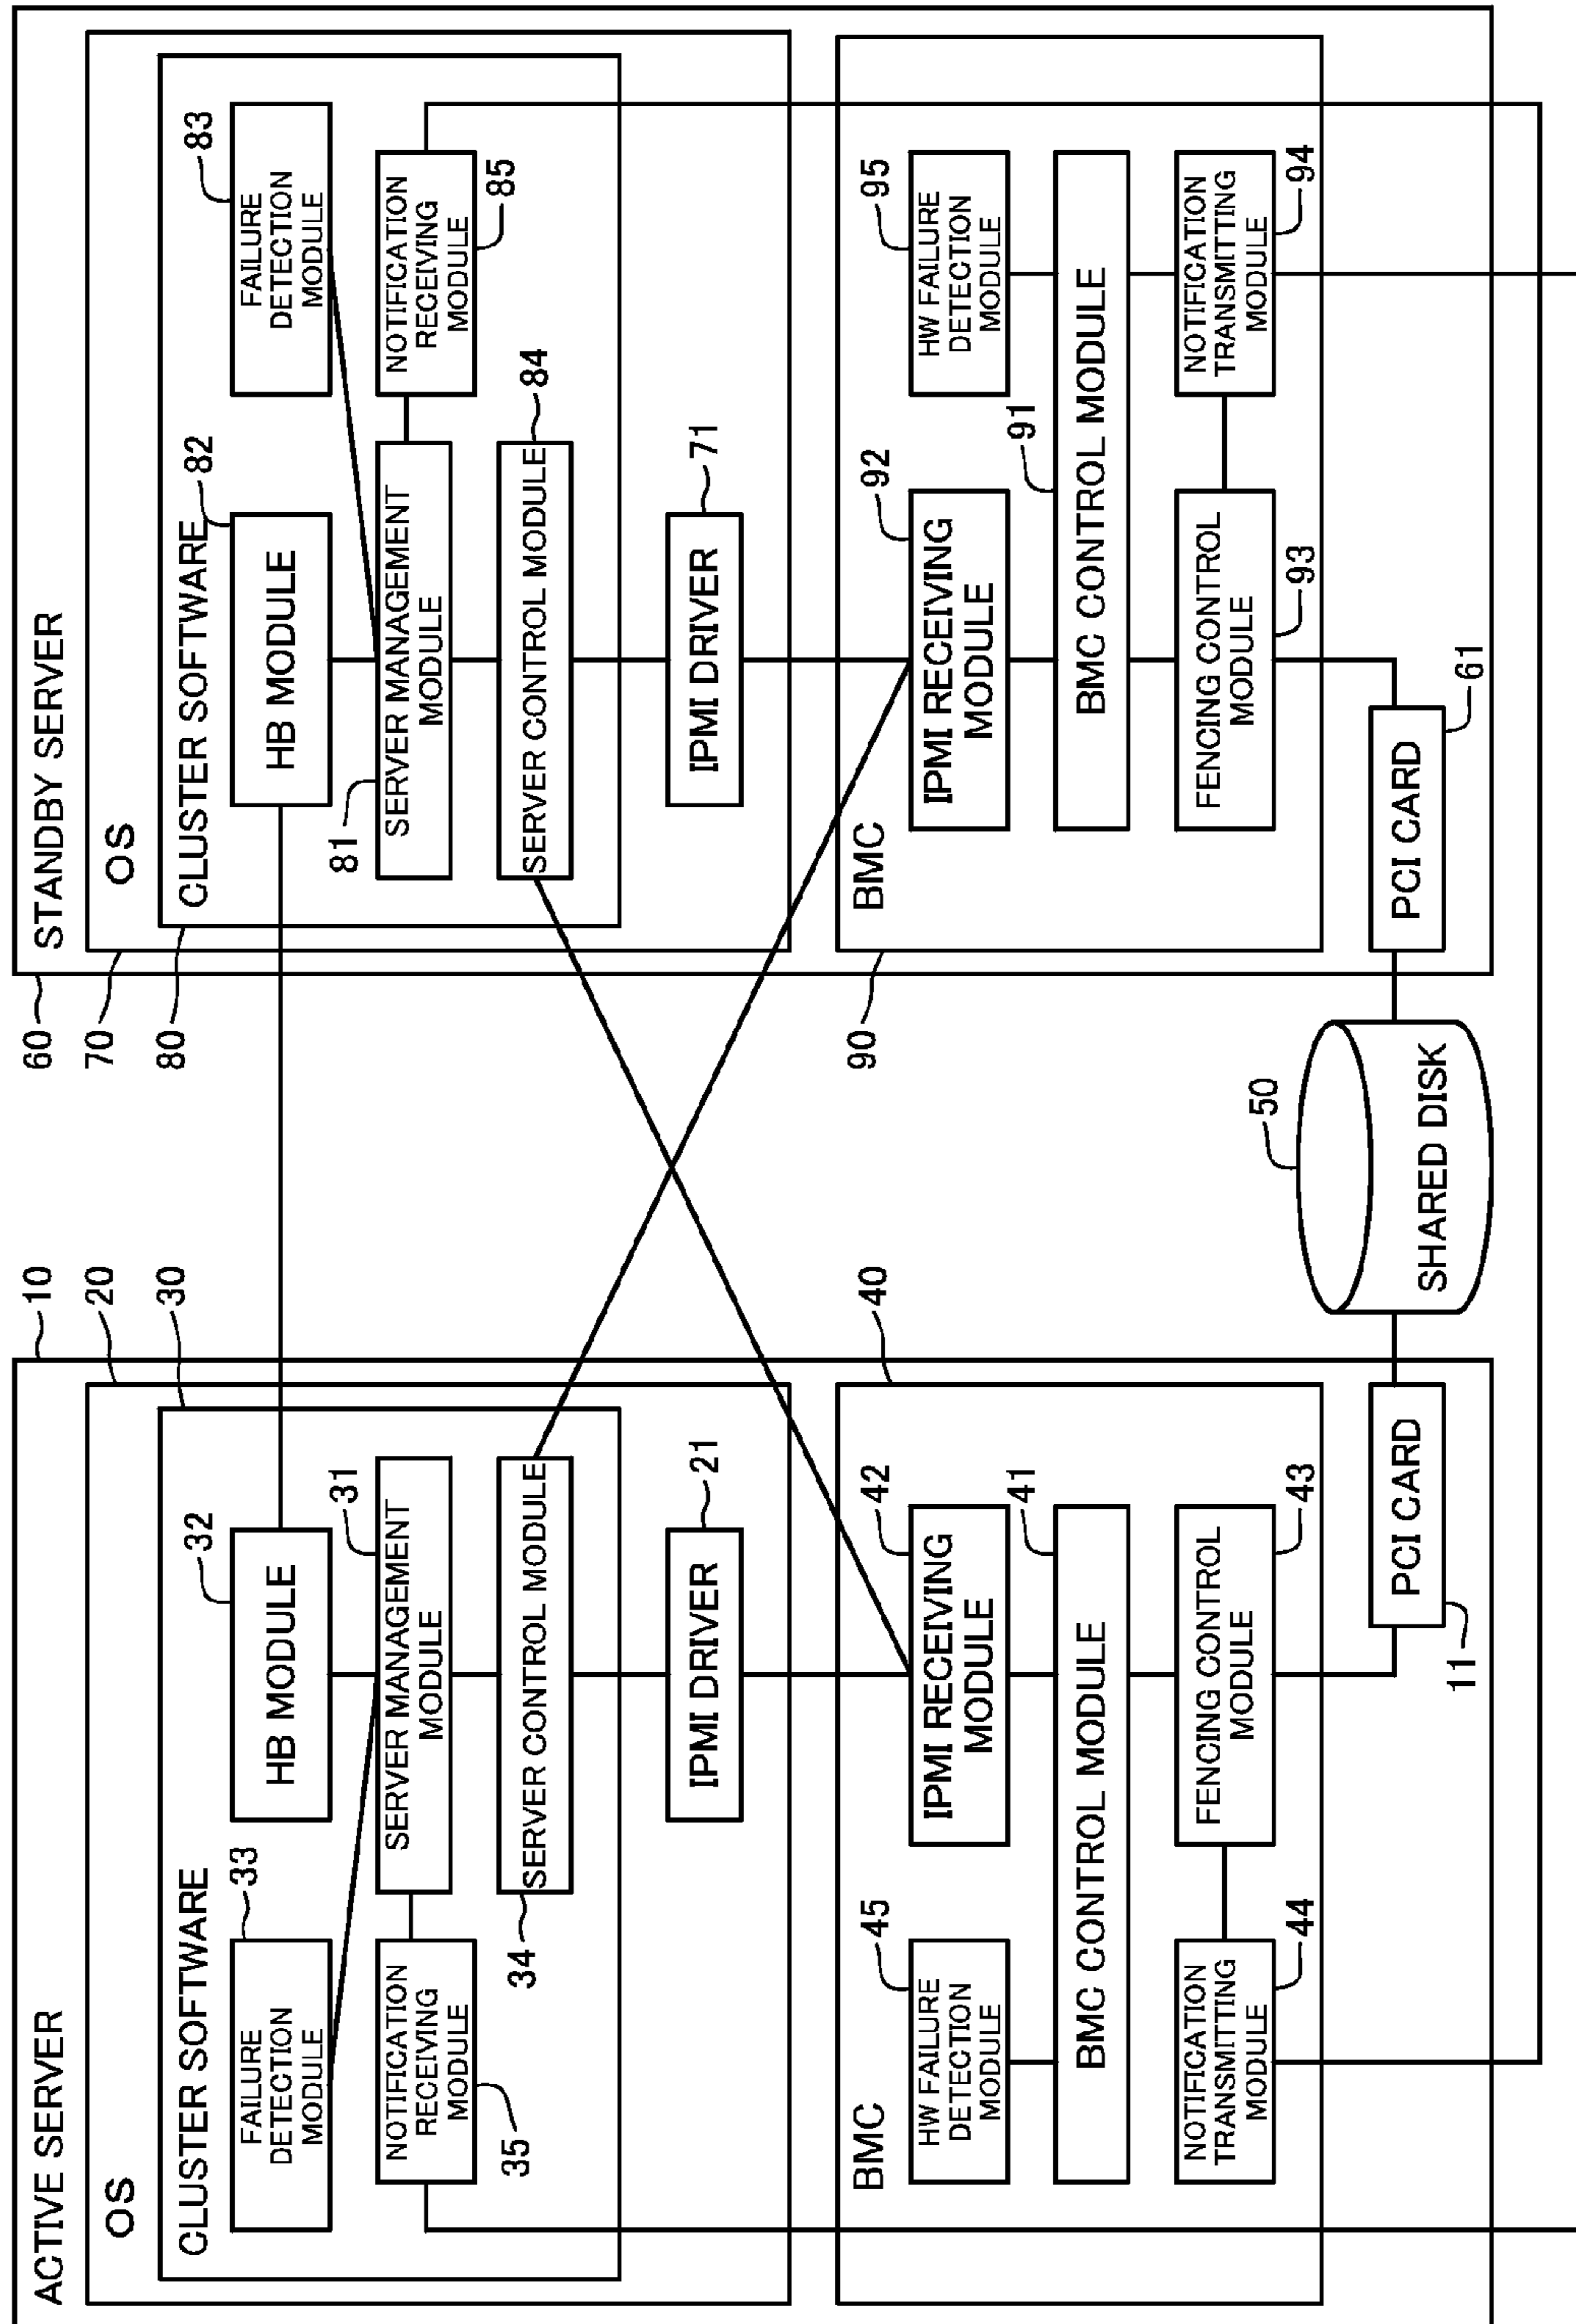 ACTIVE SERVER
10
OS
20
CLUSTER SOFTWARE
30
FAILURE
DETECTION
MODULE
33
HB MODULE
32
NOTIFICATION
RECEIVING
MODULE
35
SERVER MANAGEMENT
MODULE
31
SERVER CONTROL MODULE
34
IPMI DRIVER
21
BMC
40
HW FAILURE
DETECTION
MODULE
45
IPMI RECEIVING
MODULE
42
BMC CONTROL MODULE
41
NOTIFICATION
TRANSMITTING
MODULE
44
FENCING CONTROL
MODULE
43
PCI CARD
11
SHARED DISK
50
STANDBY SERVER
60
OS
70
CLUSTER SOFTWARE
80
HB MODULE
82
FAILURE
DETECTION
MODULE
83
SERVER MANAGEMENT
MODULE
81
NOTIFICATION
RECEIVING
MODULE
85
SERVER CONTROL MODULE
84
IPMI DRIVER
71
BMC
90
IPMI RECEIVING
MODULE
92
HW FAILURE
DETECTION
MODULE
95
BMC CONTROL MODULE
91
FENCING CONTROL
MODULE
93
NOTIFICATION
TRANSMITTING
MODULE
94
PCI CARD
61